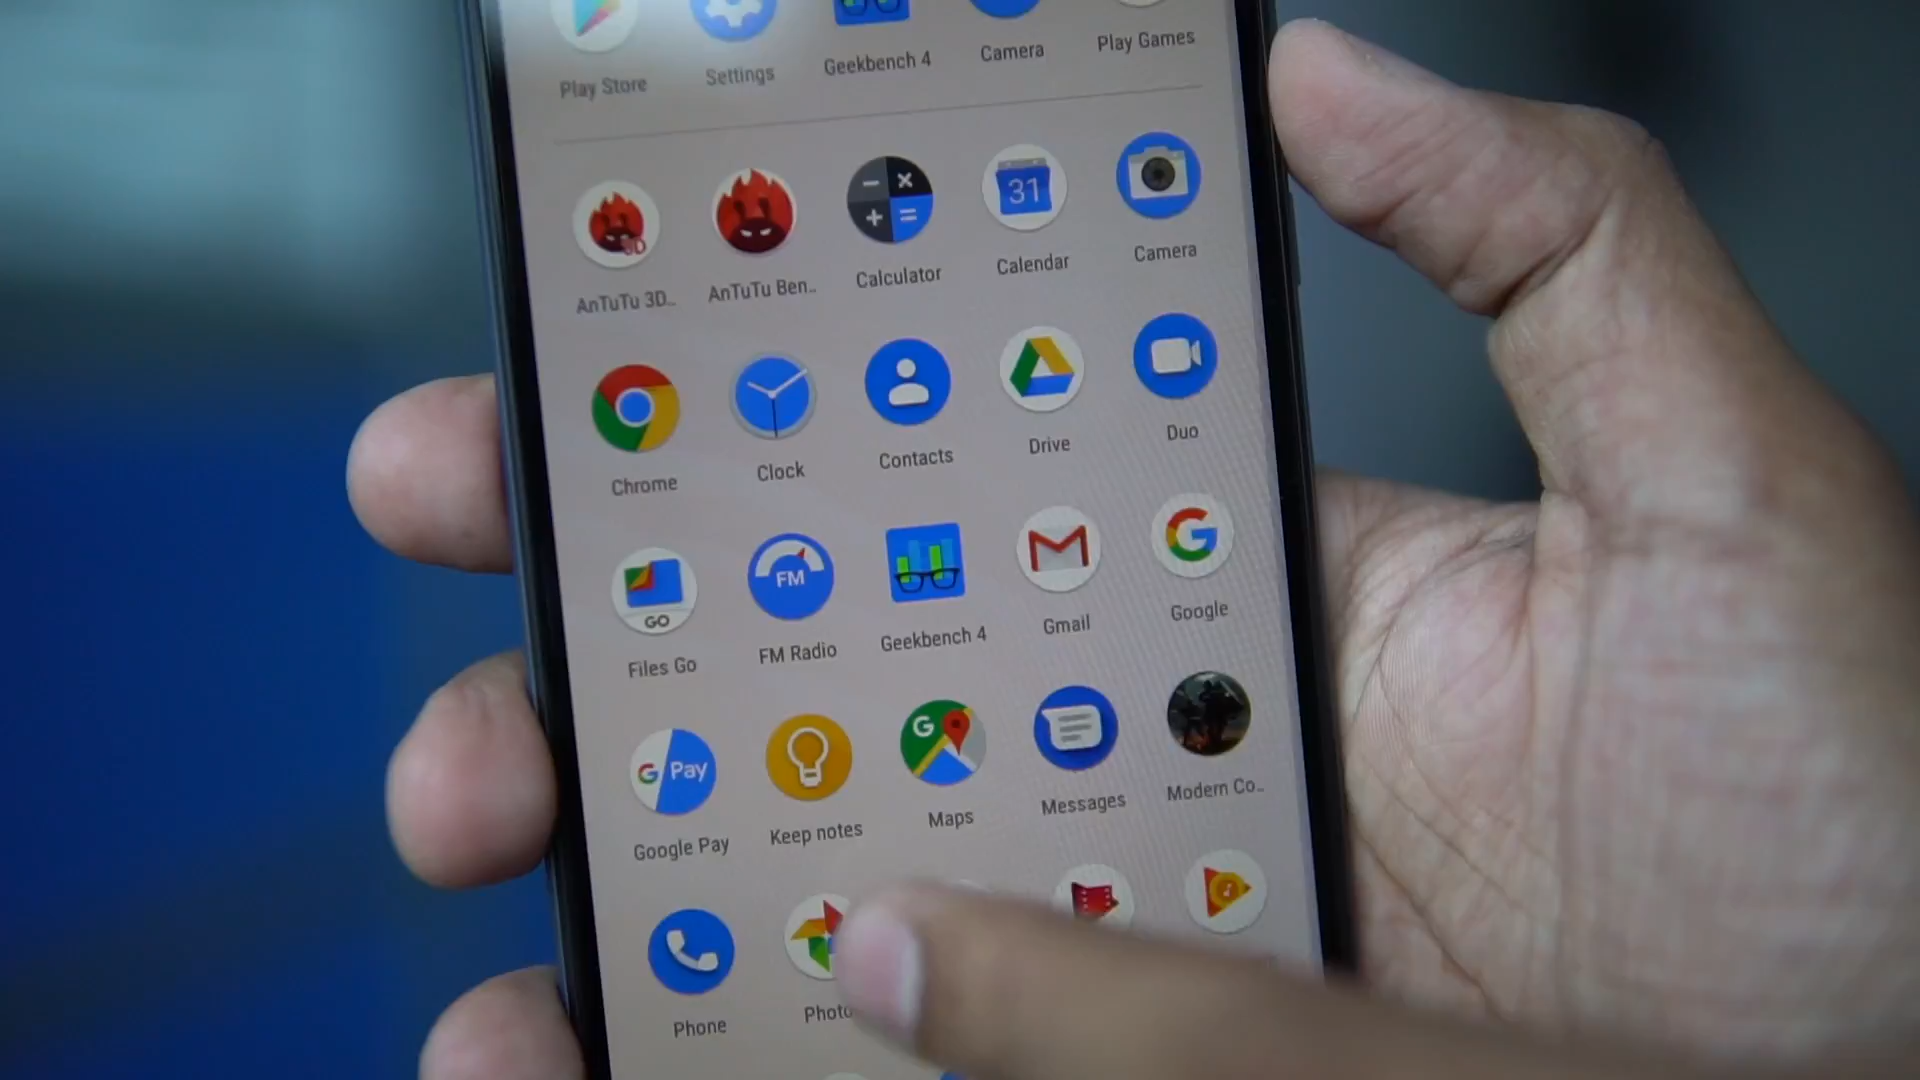 Play Store Settings Geekbench 4 Camera Play Games
31
3D
AnTuTu 3D.. AnTuTu Ben.. Calculator Calendar Camera
Chrome Clock Contacts Drive Duo
GO FM G
Files Go FM Radio Geekbench 4 Gmail Google
G Pay G
Google Pay Keep notes Maps Messages Modern Co..
Phone Photo